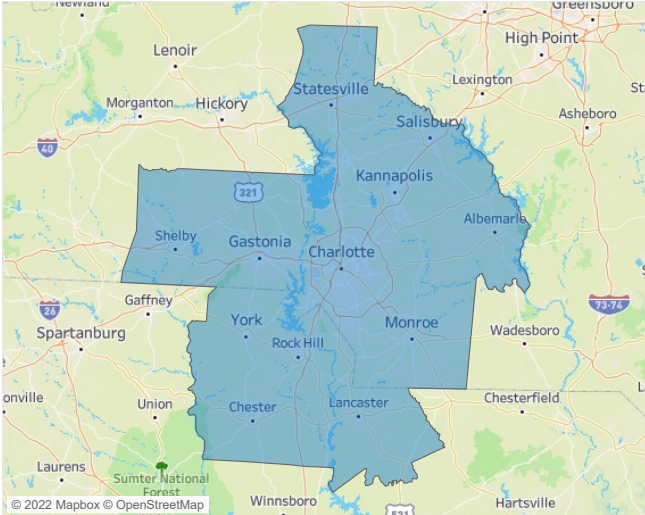 Newland
Greensboro
High Point
Lenoir
Lexington
Statesville
Morganton
Hickory
Asheboro
Salisbury
40
Kannapolis
321
Albemarle
Shelby
Gastonia
Charlotte
Gaffney
26
73-74
York
Monroe
Spartanburg
Wadesboro
Rock Hill
Union
Chester
Lancaster
Chesterfield
Laurens
Sumter National
Forest
Winnsboro
Hartsville
521
© 2022 Mapbox © OpenStreetMap